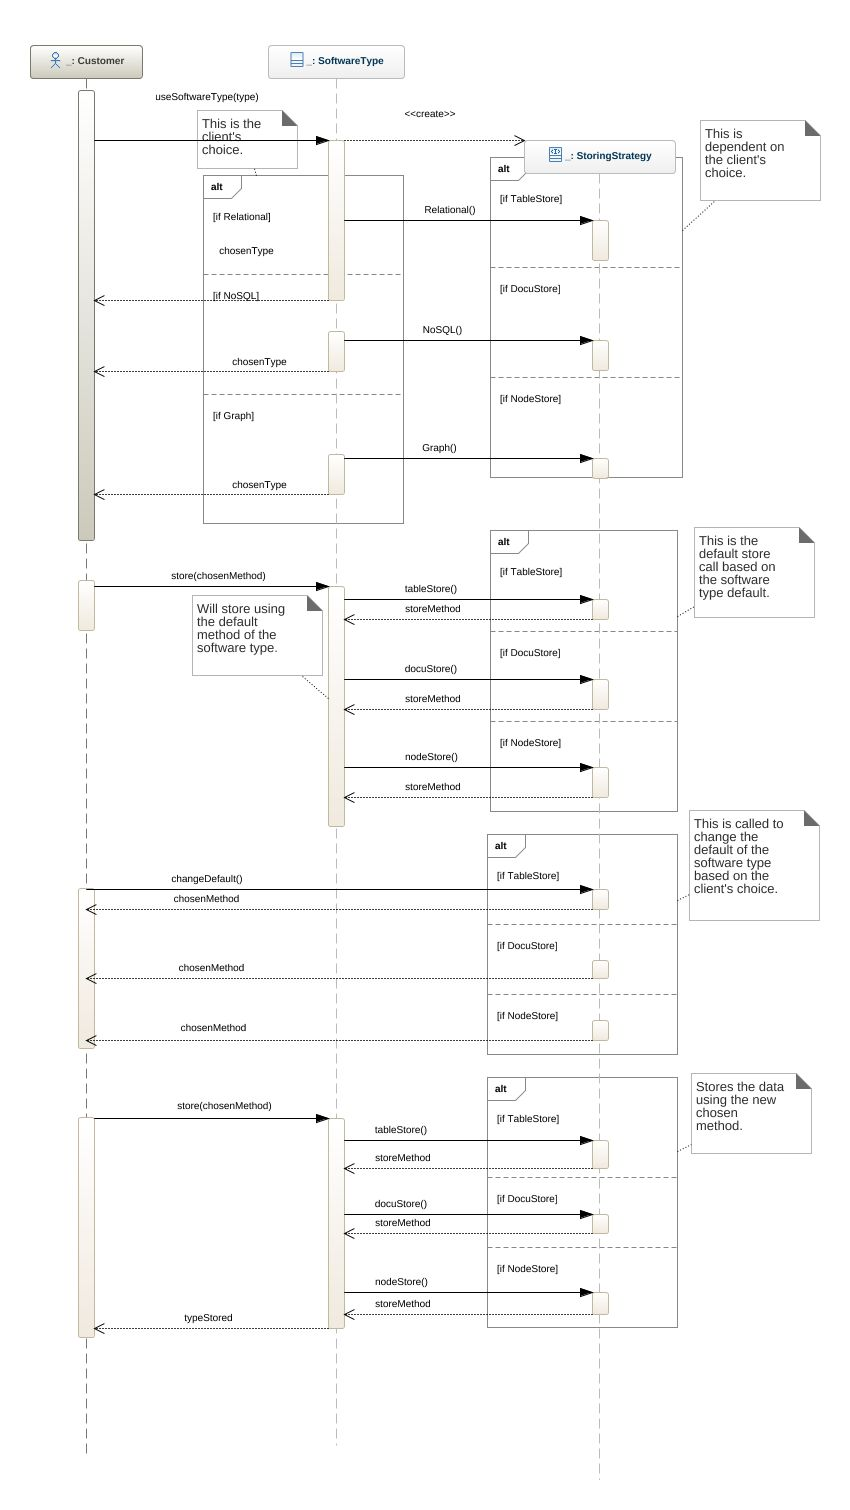 _: Customer
_: SoftwareType
useSoftwareType(type)
<<create>>
This is the
client's
choice.
_: StoringStrategy
This is
dependent on
the client's
choice.
alt
[if Relational]
chosenType
[if NoSQL]
chosenType
[if Graph]
chosenType
alt
[if TableStore]
Relational()
[if DocuStore]
NoSQL()
[if NodeStore]
Graph()
store(chosenMethod)
Will store using
the default
method of the
software type.
alt
[if TableStore]
tableStore()
storeMethod
[if DocuStore]
docuStore()
storeMethod
[if NodeStore]
nodeStore()
storeMethod
This is the
default store
call based on
the software
type default.
alt
[if TableStore]
changeDefault()
chosenMethod
[if DocuStore]
chosenMethod
[if NodeStore]
chosenMethod
This is called to
change the
default of the
software type
based on the
client's choice.
alt
store(chosenMethod)
[if TableStore]
tableStore()
storeMethod
[if DocuStore]
docuStore()
storeMethod
[if NodeStore]
nodeStore()
storeMethod
typeStored
Stores the data
using the new
chosen
method.